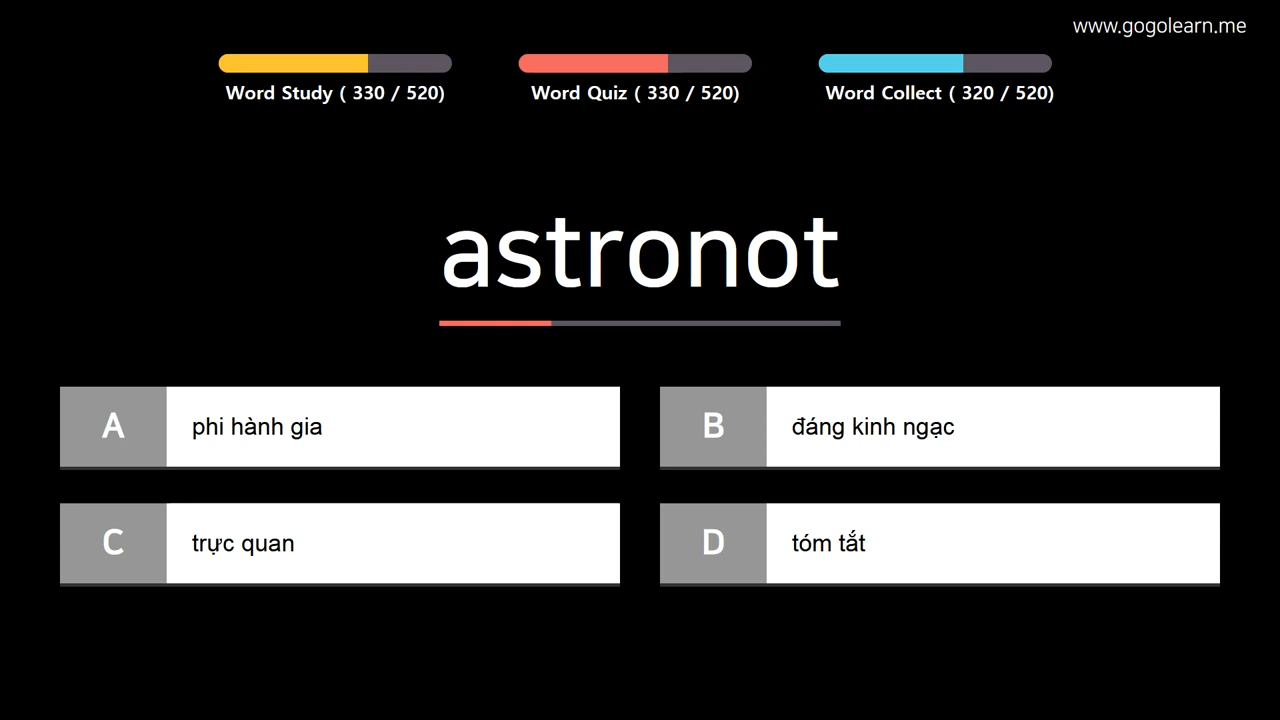 www.gogolearn.me
Word Study ( 330 / 520)
Word Quiz ( 330 / 520)
Word Collect ( 320 / 520)
astronot
A phi hành gia
B đáng kinh ngạc
C trực quan
D tóm tắt